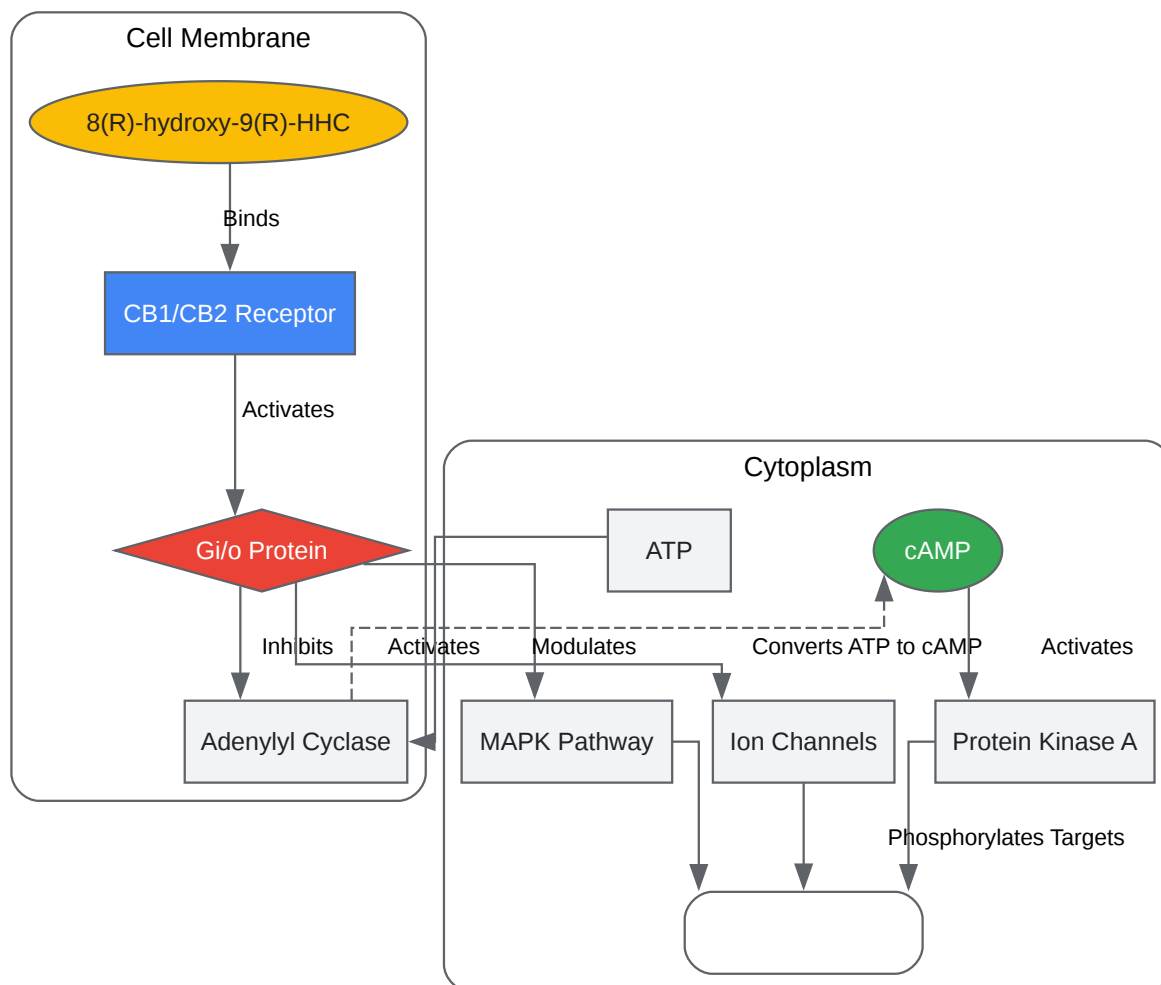 Cell Membrane
8(R)-hydroxy-9(R)-HHC
Binds
CB1/CB2 Receptor
Activates
Cytoplasm
Gi/o Protein
ATP
cAMP
Inhibits
Activates
Modulates
Converts ATP to cAMP
Activates
Adenylyl Cyclase
MAPK Pathway
Ion Channels
Protein Kinase A
Phosphorylates Targets